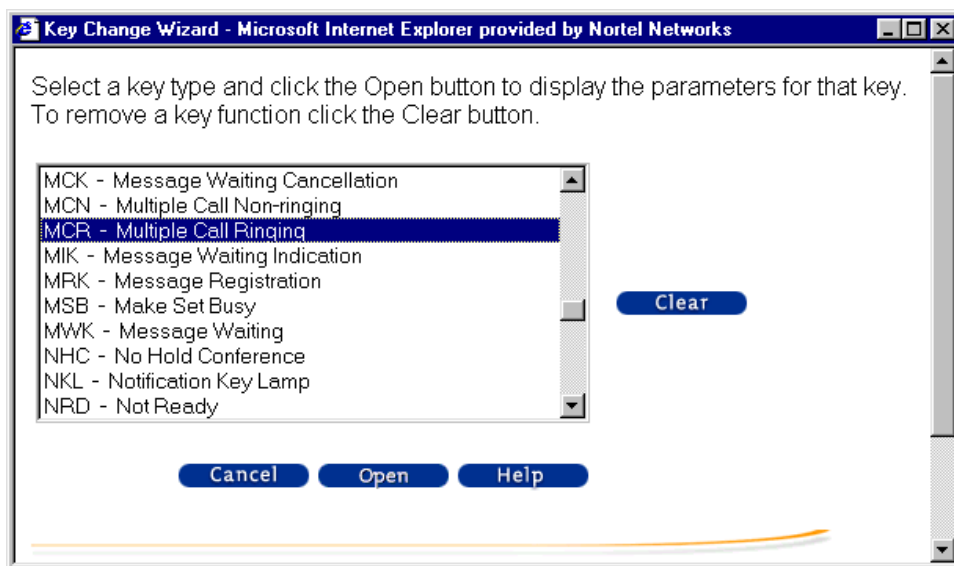 Key Change Wizard - Microsoft Internet Explorer provided by Nortel Networks
Select a key type and click the Open button to display the parameters for that key.
To remove a key function click the Clear button.
MCK - Message Waiting Cancellation
MCN - Multiple Call Non-ringing
MCR - Multiple Call Ringing
MIK - Message Waiting Indication
MRK - Message Registration
MSB - Make Set Busy
MWK - Message Waiting
NHC - No Hold Conference
NKL - Notification Key Lamp
NRD - Not Ready
Clear
Cancel Open Help